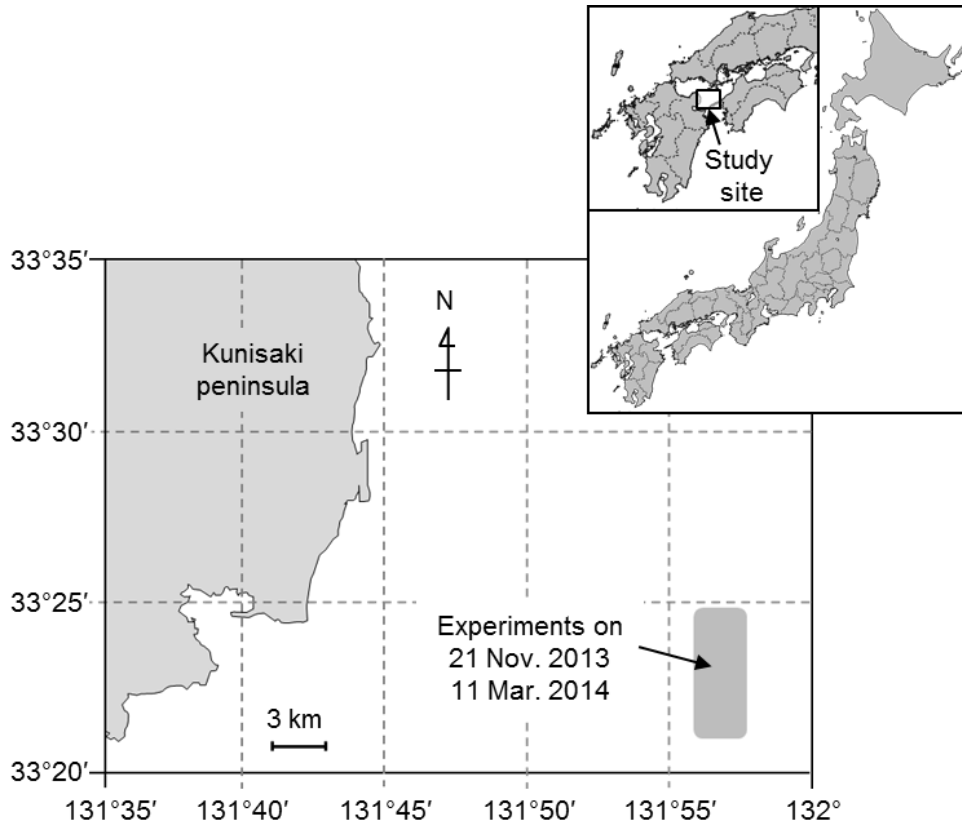 Study
site
33°35′
N
Kunisaki
peninsula
33°30′
33°25′
Experiments on
21 Nov. 2013
11 Mar. 2014
3 km
33°20′
131°35′ 131°40′ 131°45′ 131°50′ 131°55′ 132°